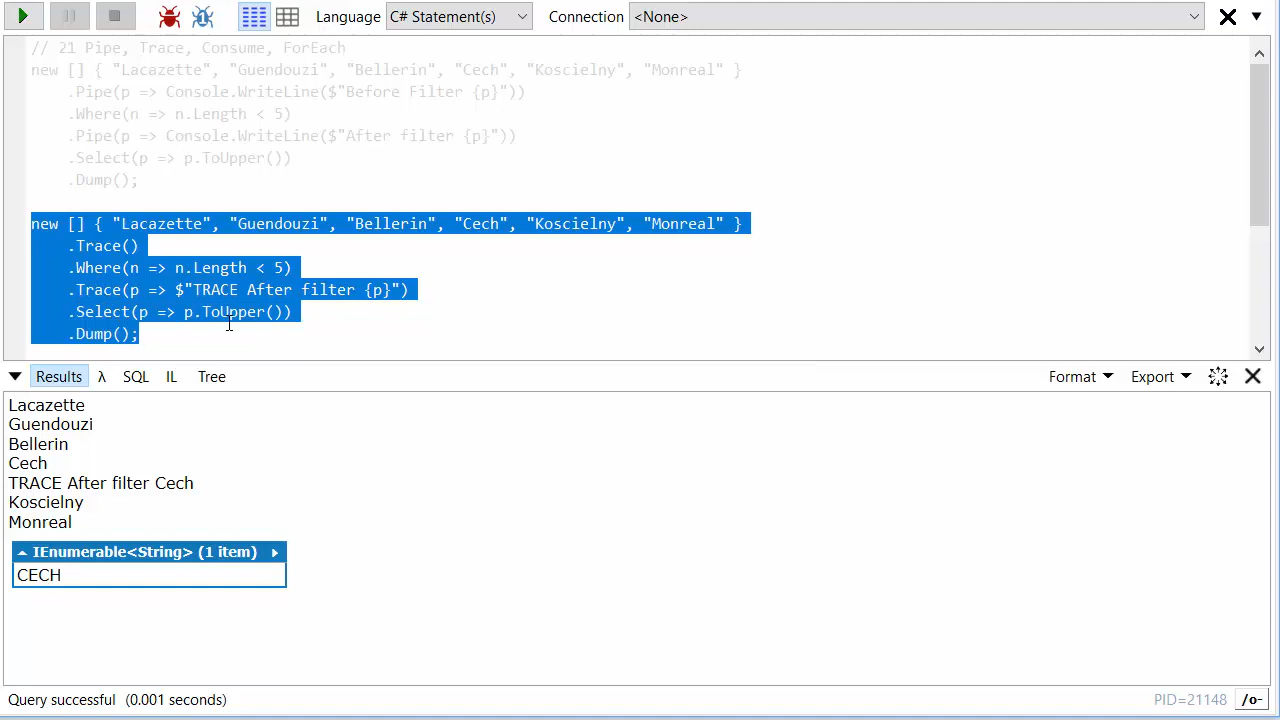 Language C# Statement(s) Connection <None>
// 21 Pipe, Trace, Consume, ForEach
new [] { "Lacazette", "Guendouzi", "Bellerin", "Cech", "Koscielny", "Monreal" }
.Pipe(p => Console.WriteLine($"Before Filter {p}"))
.Where(n => n.Length < 5)
.Pipe(p => Console.WriteLine($"After filter {p}"))
.Select(p => p.ToUpper())
.Dump();
new [] { "Lacazette", "Guendouzi", "Bellerin", "Cech", "Koscielny", "Monreal" }
.Trace()
.Where(n => n.Length < 5)
.Trace(p => $"TRACE After filter {p}")
.Select(p => p.ToUpper())
.Dump();
Results λ SQL IL Tree Format Export
Lacazette
Guendouzi
Bellerin
Cech
TRACE After filter Cech
Koscielny
Monreal
IEnumerable<String> (1 item)
CECH
Query successful (0.001 seconds) PID=21148 /o-